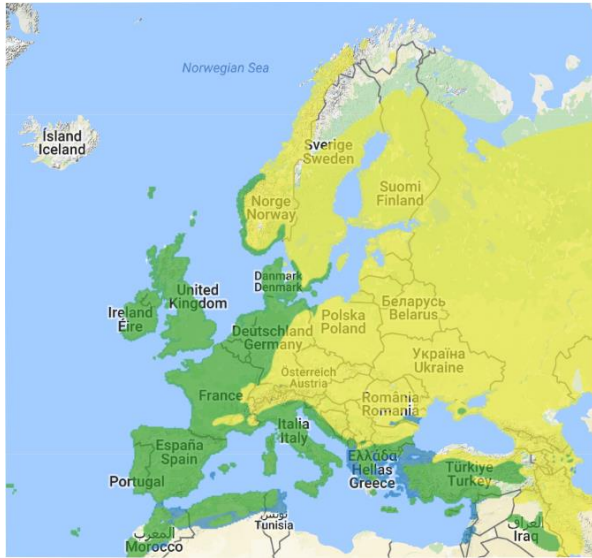 Norwegian Sea
Ísland
Iceland
Sverige
Sweden
Suomi
Finland
Norge
Norway
Danmark
Denmark
United
Kingdom
Ireland
Éire
Беларусь
Belarus
Polska
Poland
Deutschland
Germany
Україна
Ukraine
Österreich
Austria
France
România
Romania
Italia
Italy
España
Spain
Ελλάδα
Hellas
Greece
Türkiye
Turkey
Portugal
تونس
Tunisia
المغرب
Morocco
العراق
Iraq